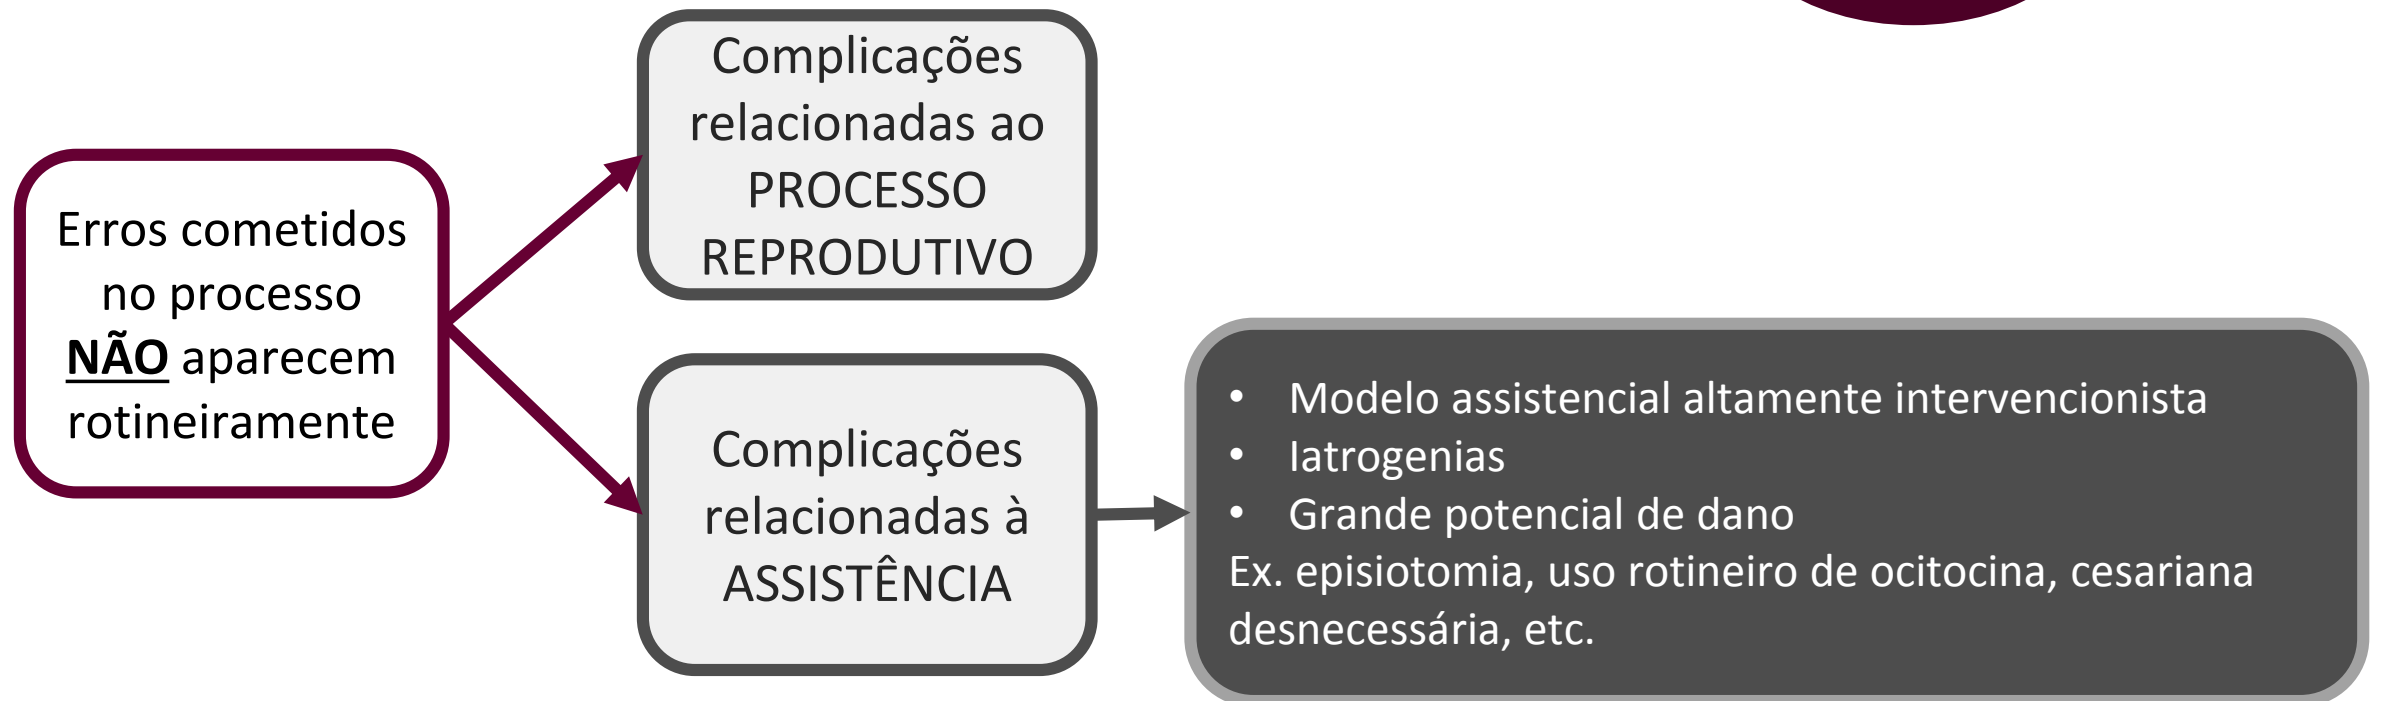 Erros cometidos
no processo
NÃO aparecem
rotineiramente
Complicações
relacionadas ao
PROCESSO
REPRODUTIVO
Complicações
relacionadas à
ASSISTÊNCIA
• Modelo assistencial altamente intervencionista
• Iatrogenias
• Grande potencial de dano
Ex. episiotomia, uso rotineiro de ocitocina, cesariana
desnecessária, etc.